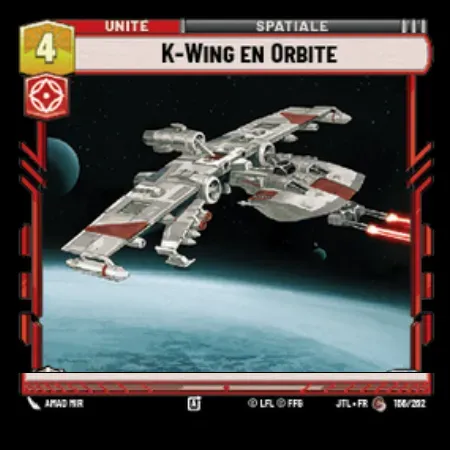 UNITÉ
SPATIALE
4
K-WING EN ORBITE
AMAD MIR
© LFL Ⓟ FFG
JTL • FR